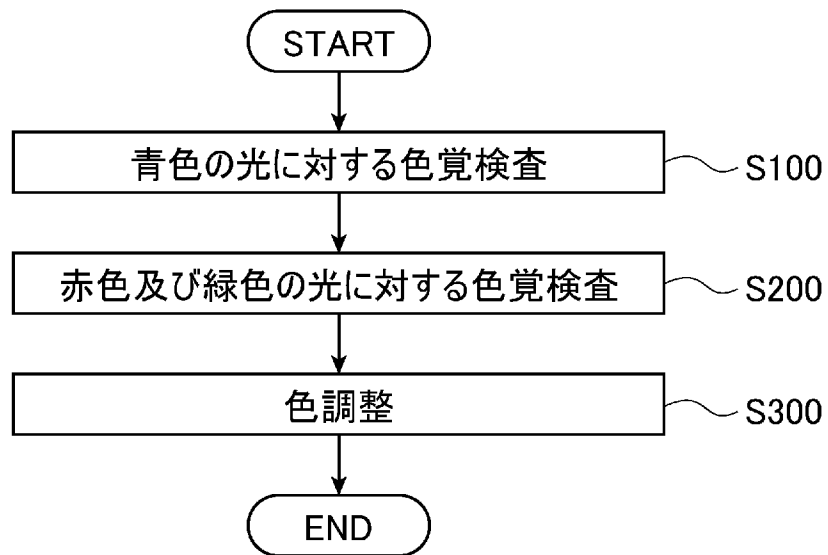 START
青色の光に対する色覚検査
S100
赤色及び緑色の光に対する色覚検査
S200
色調整
S300
END